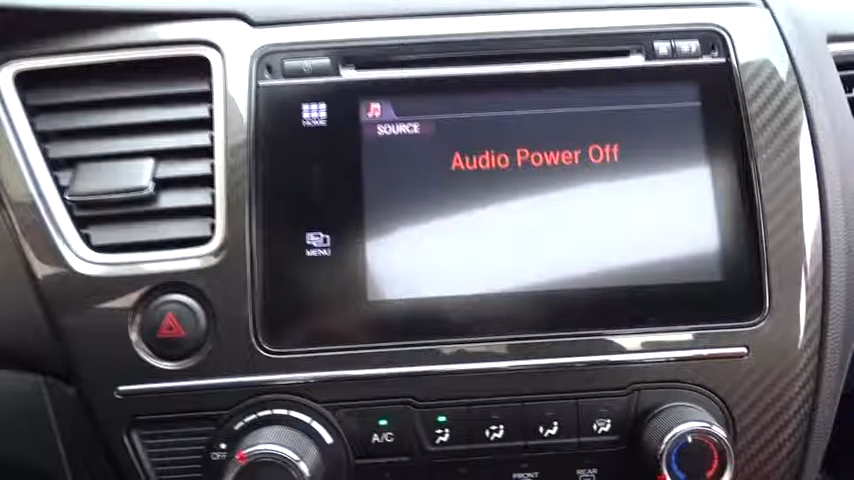 HOME
SOURCE
Audio Power Off
MENU
OFF
A/C
FRONT
REAR